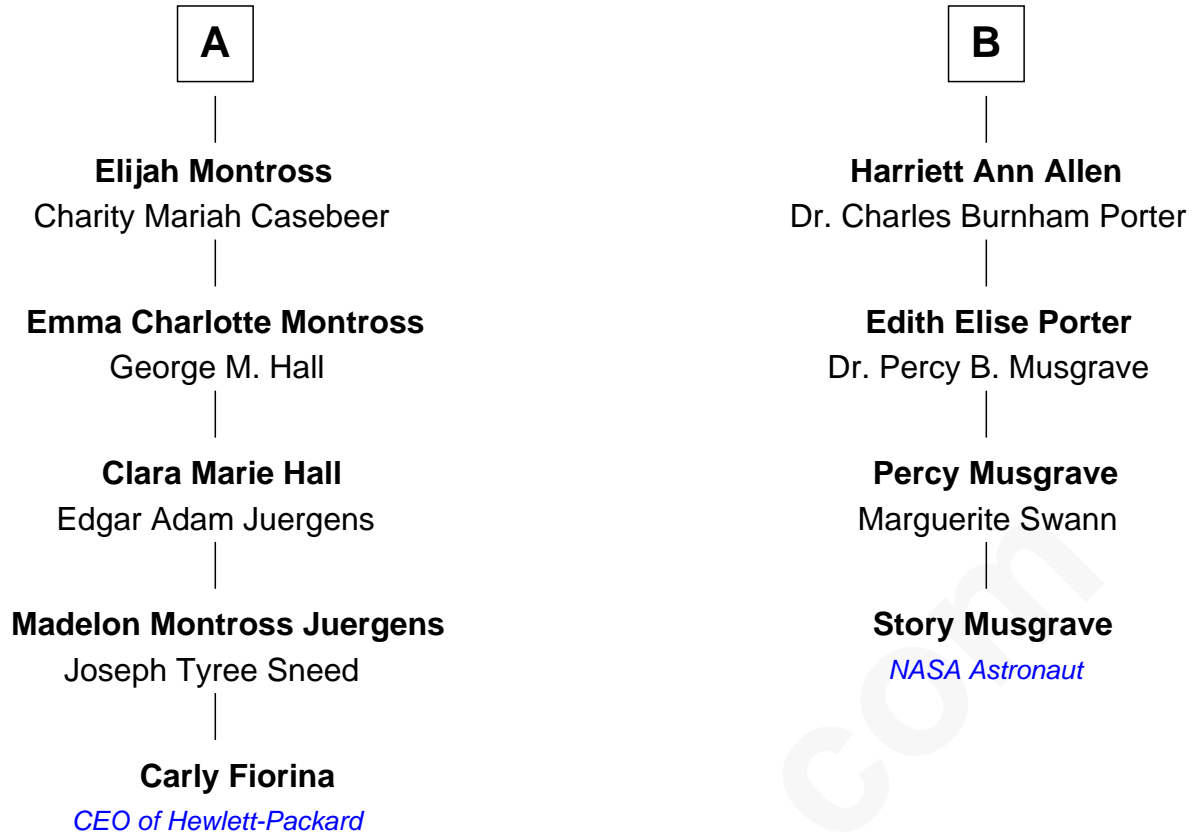 A
Elijah Montross
Charity Mariah Casebeer
Emma Charlotte Montross
George M. Hall
Clara Marie Hall
Edgar Adam Juergens
Madelon Montross Juergens
Joseph Tyree Sneed
Carly Fiorina
CEO of Hewlett-Packard
B
Harriett Ann Allen
Dr. Charles Burnham Porter
Edith Elise Porter
Dr. Percy B. Musgrave
Percy Musgrave
Marguerite Swann
Story Musgrave
NASA Astronaut
com